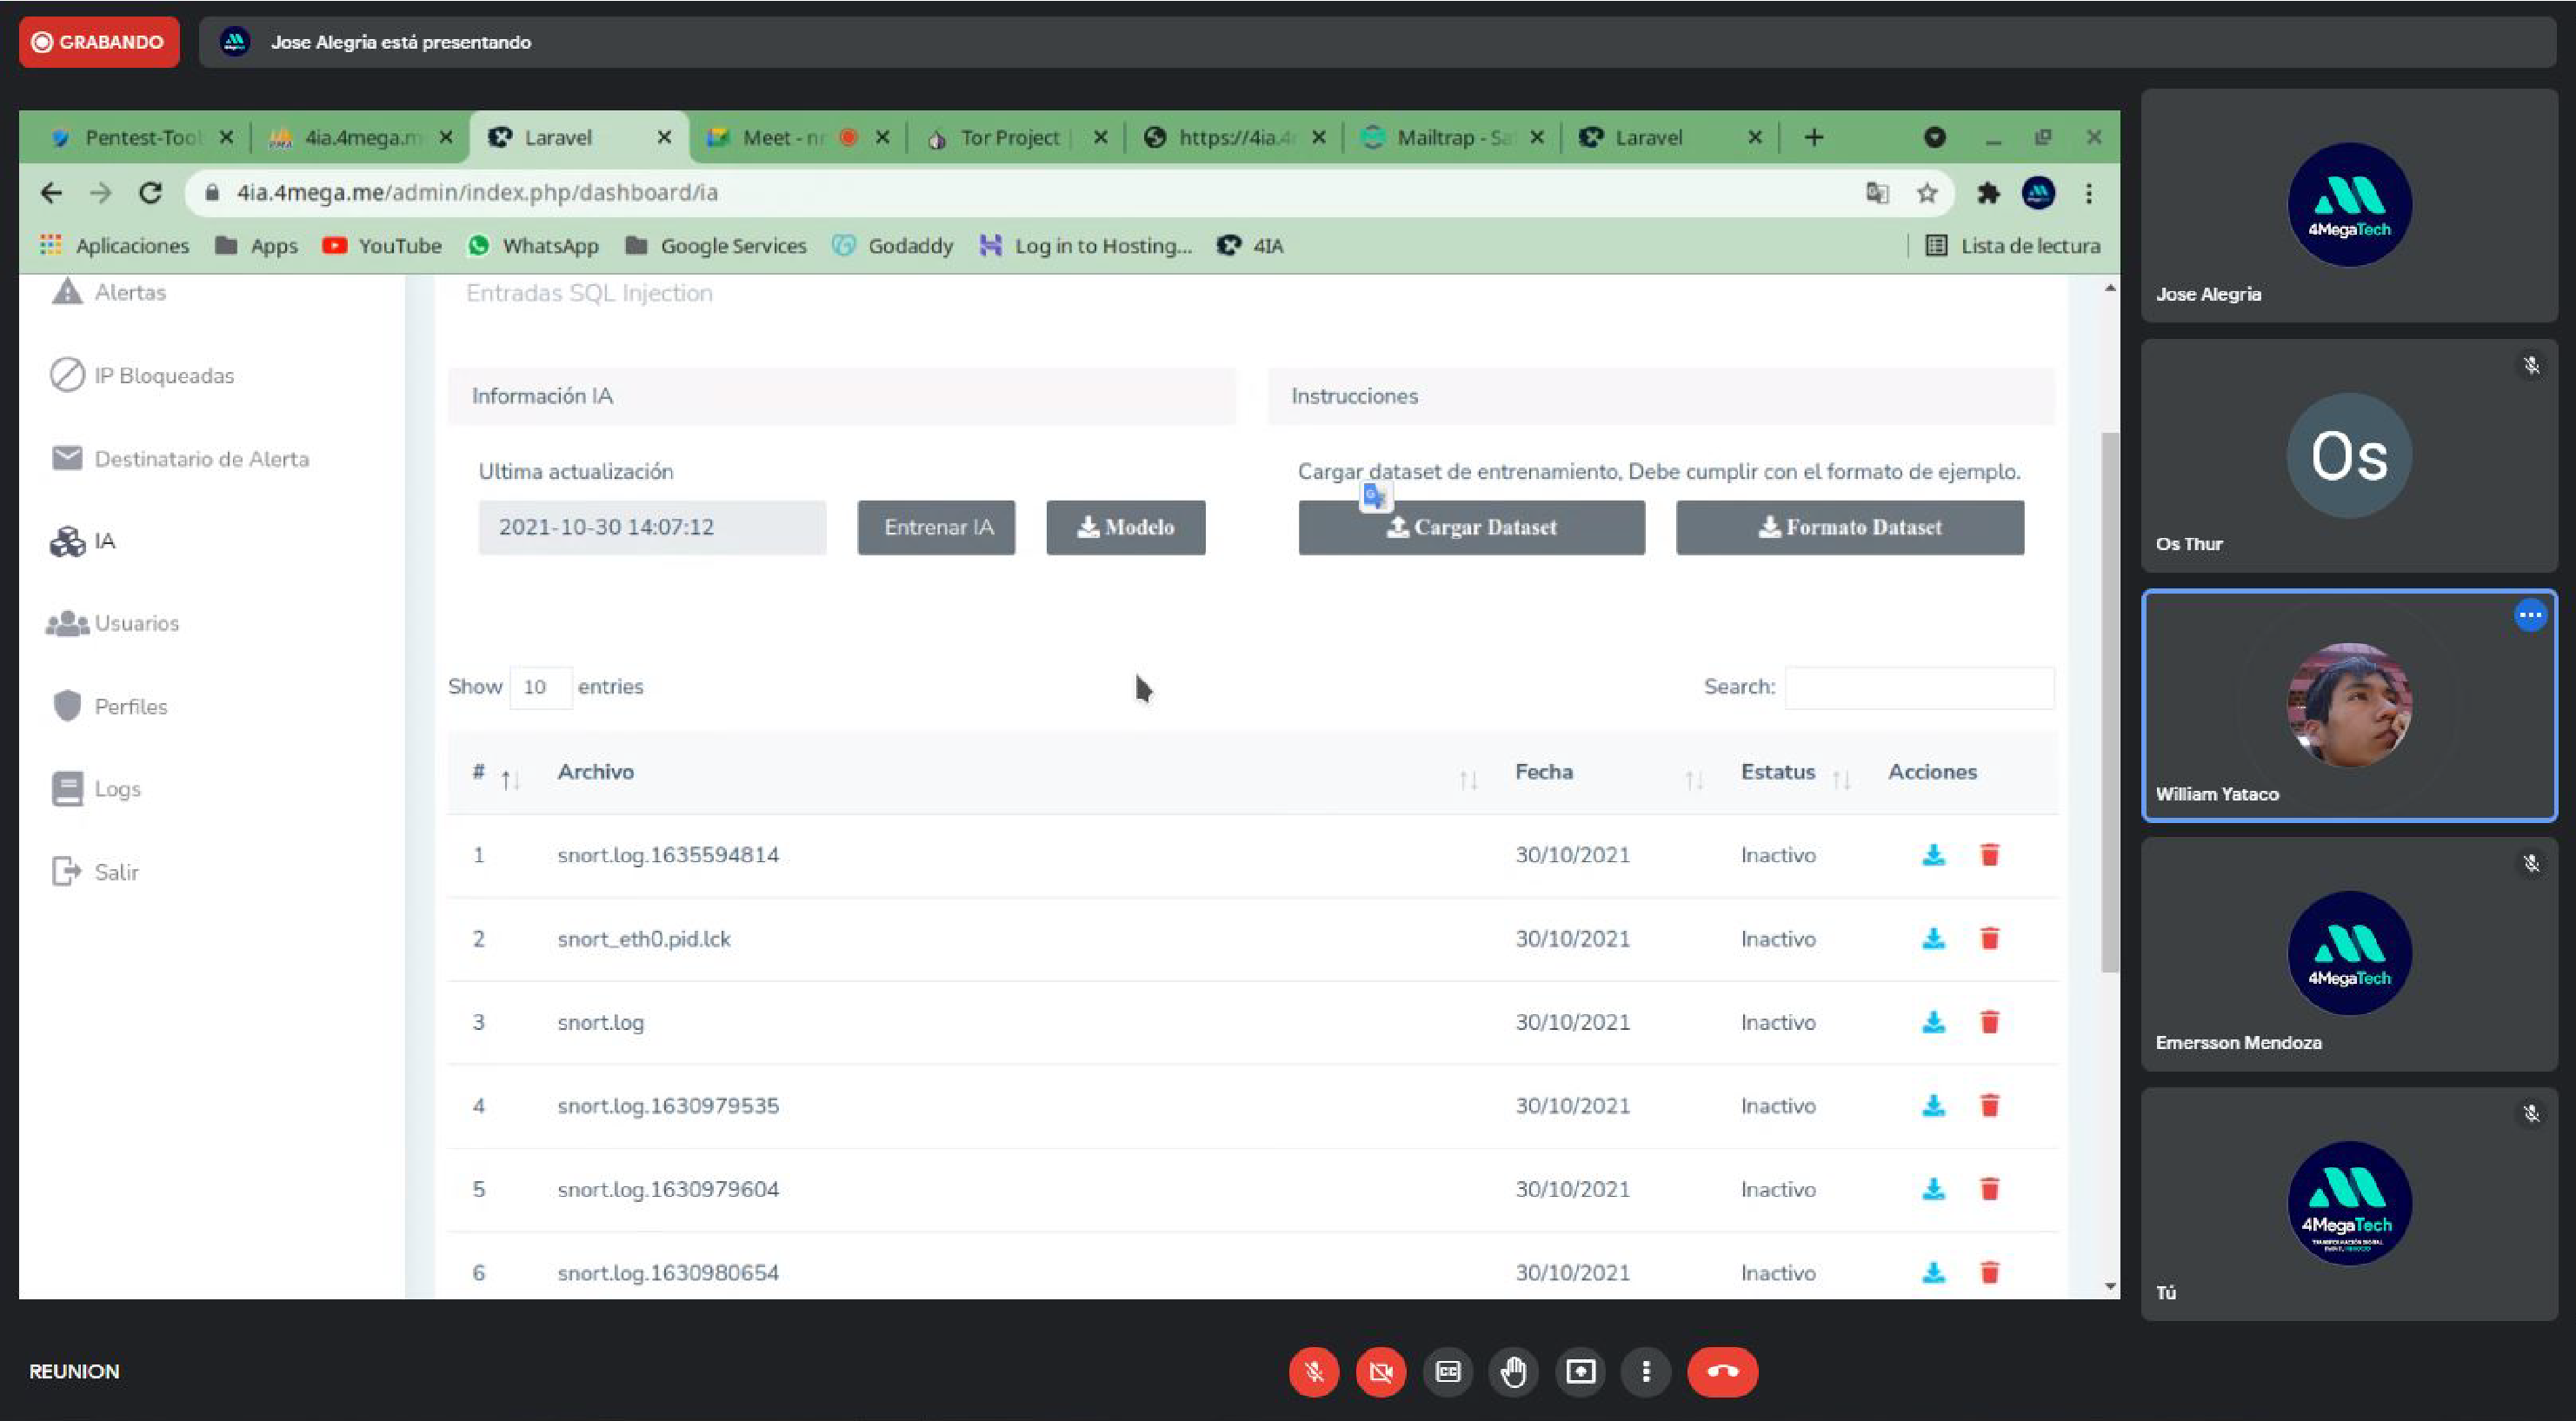 GRABANDO
Jose Alegria está presentando
Pentest-Tool
4ia.4mega.m
Laravel
Meet - nr
Tor Project
https://4ia.4
Mailtrap - Sa
Laravel
4ia.4mega.me/admin/index.php/dashboard/ia
Aplicaciones Apps YouTube WhatsApp Google Services Godaddy Log in to Hosting... 4IA Lista de lectura
Alertas
IP Bloqueadas
Destinatario de Alerta
IA
Usuarios
Perfiles
Logs
Salir
Entradas SQL Injection
Información IA
Ultima actualización
2021-10-30 14:07:12
Entrenar IA
Modelo
Instrucciones
Cargar dataset de entrenamiento, Debe cumplir con el formato de ejemplo.
Cargar Dataset
Formato Dataset
Show 10 entries
Search:
# Archivo Fecha Estatus Acciones
1 snort.log.1635594814 30/10/2021 Inactivo
2 snort_eth0.pid.lck 30/10/2021 Inactivo
3 snort.log 30/10/2021 Inactivo
4 snort.log.1630979535 30/10/2021 Inactivo
5 snort.log.1630979604 30/10/2021 Inactivo
6 snort.log.1630980654 30/10/2021 Inactivo
4MegaTech
Jose Alegria
Os
Os Thur
William Yataco
4MegaTech
Emersson Mendoza
4MegaTech
Tú
REUNION